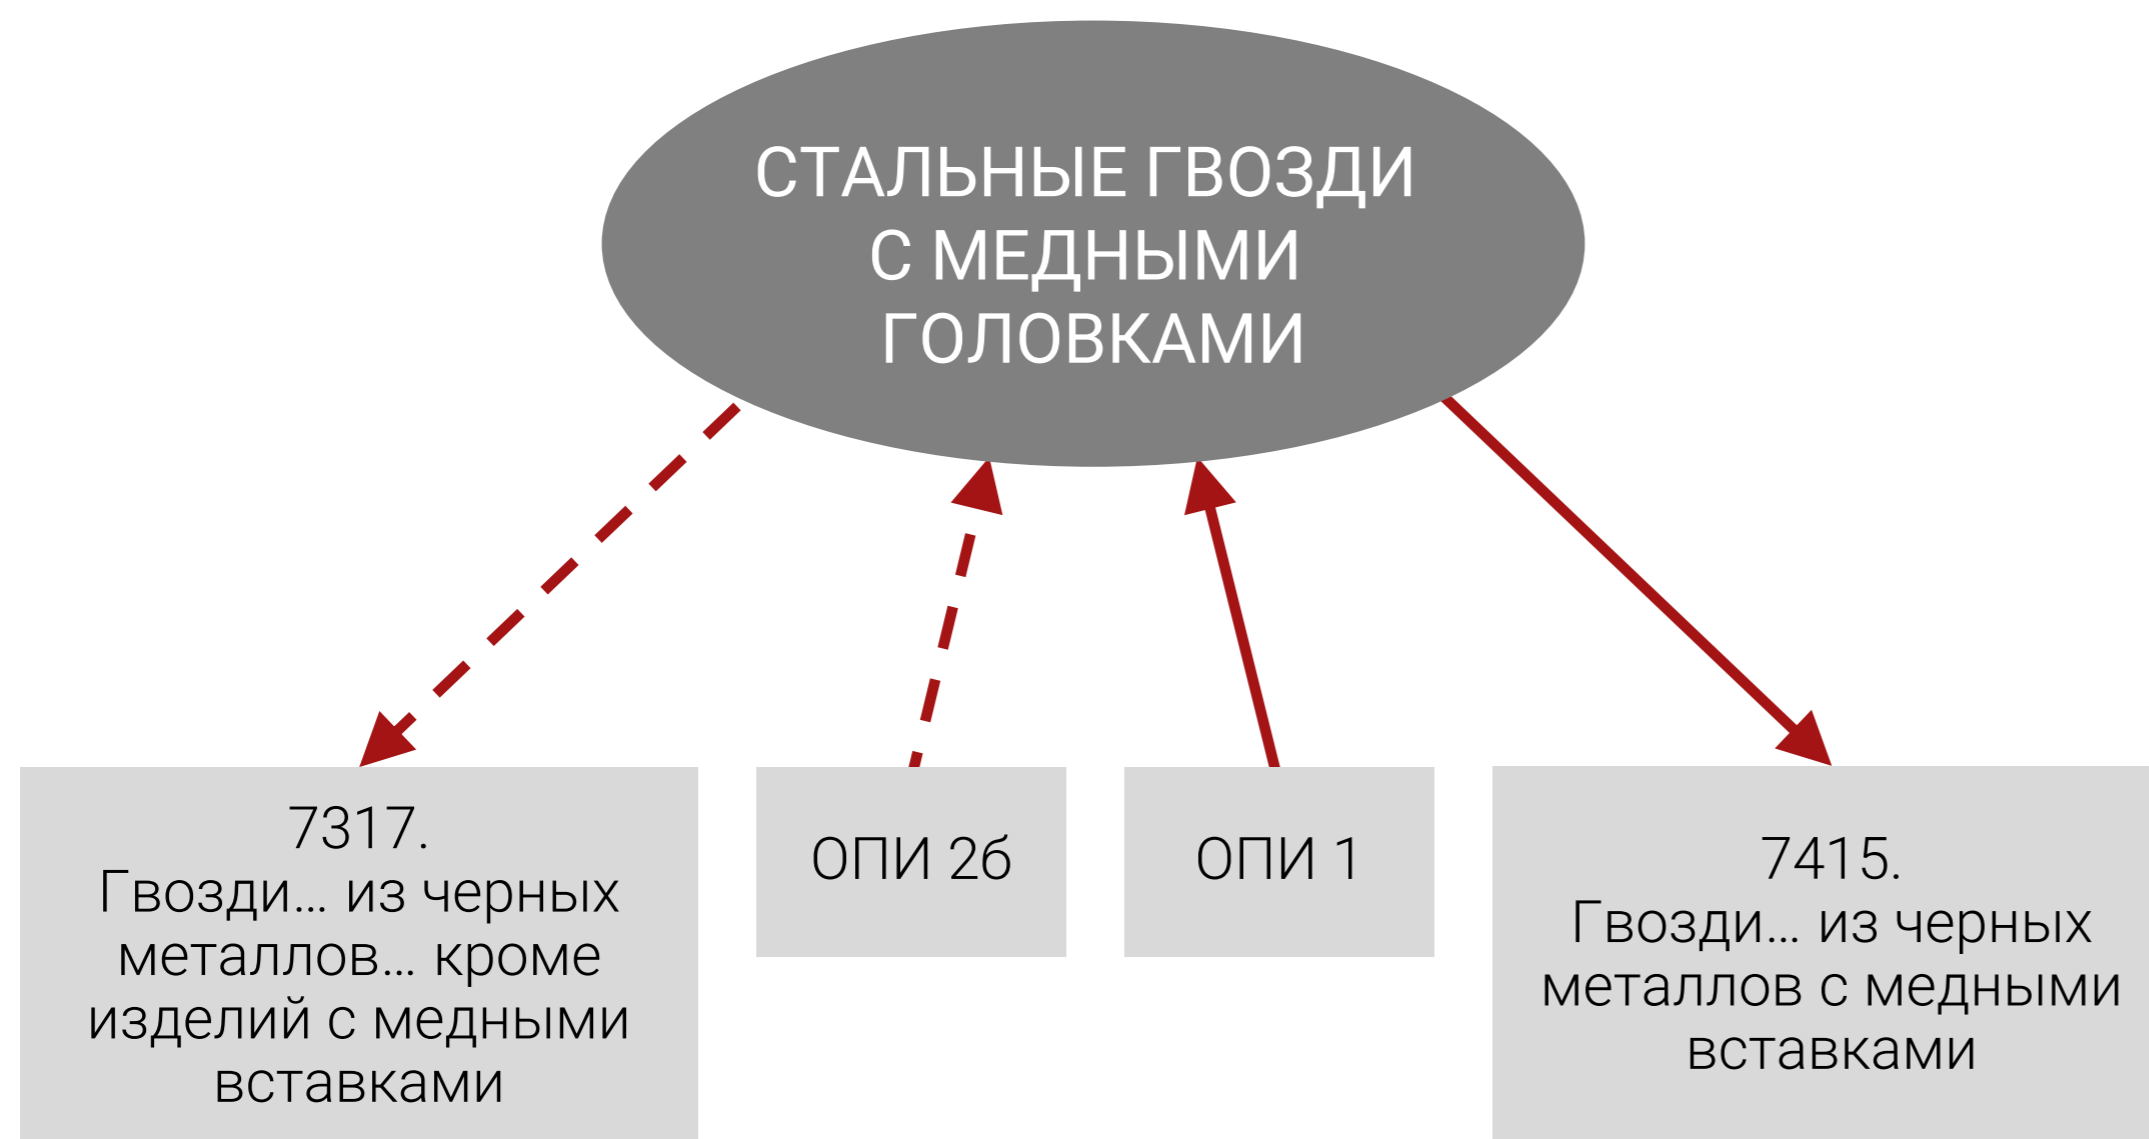 СТАЛЬНЫЕ ГВОЗДИ
С МЕДНЫМИ
ГОЛОВКАМИ
7317.
Гвозди... из черных
металлов... кроме
изделий с медными
вставками
ОПИ 2б
ОПИ 1
7415.
Гвозди... из черных
металлов с медными
вставками